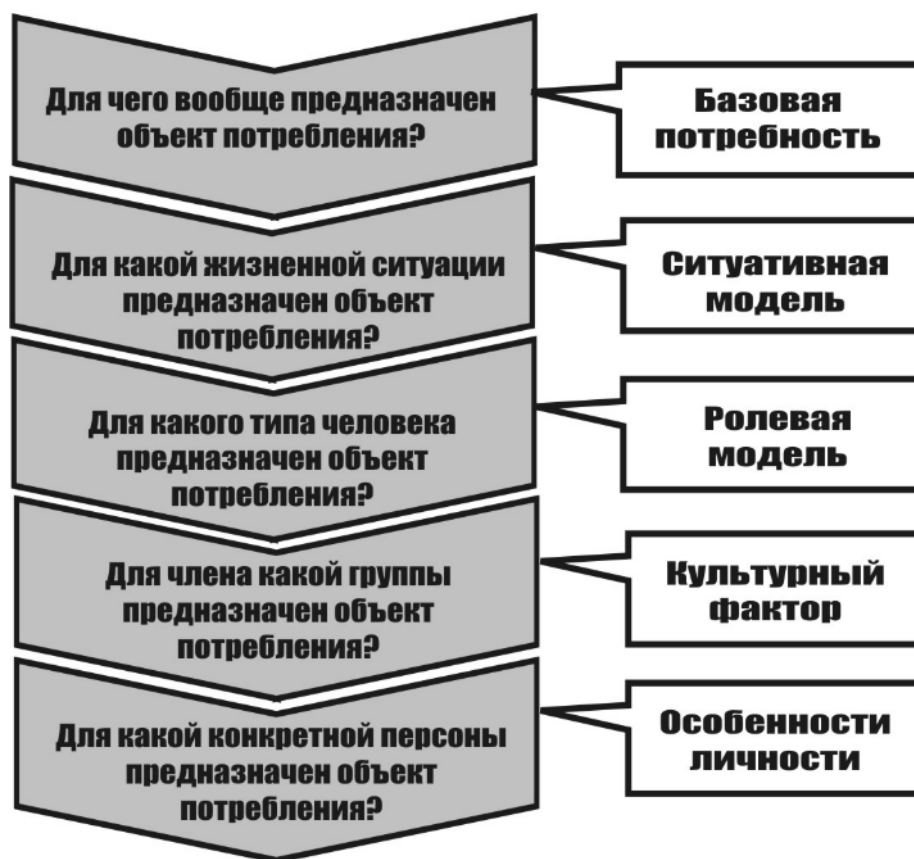 Для чего вообще предназначен
объект потребления?
Базовая
потребность
Для какой жизненной ситуации
предназначен объект
потребления?
Ситуативная
модель
Для какого типа человека
предназначен объект
потребления?
Ролевая
модель
Для члена какой группы
предназначен объект
потребления?
Культурный
фактор
Для какой конкретной персоны
предназначен объект
потребления?
Особенности
личности